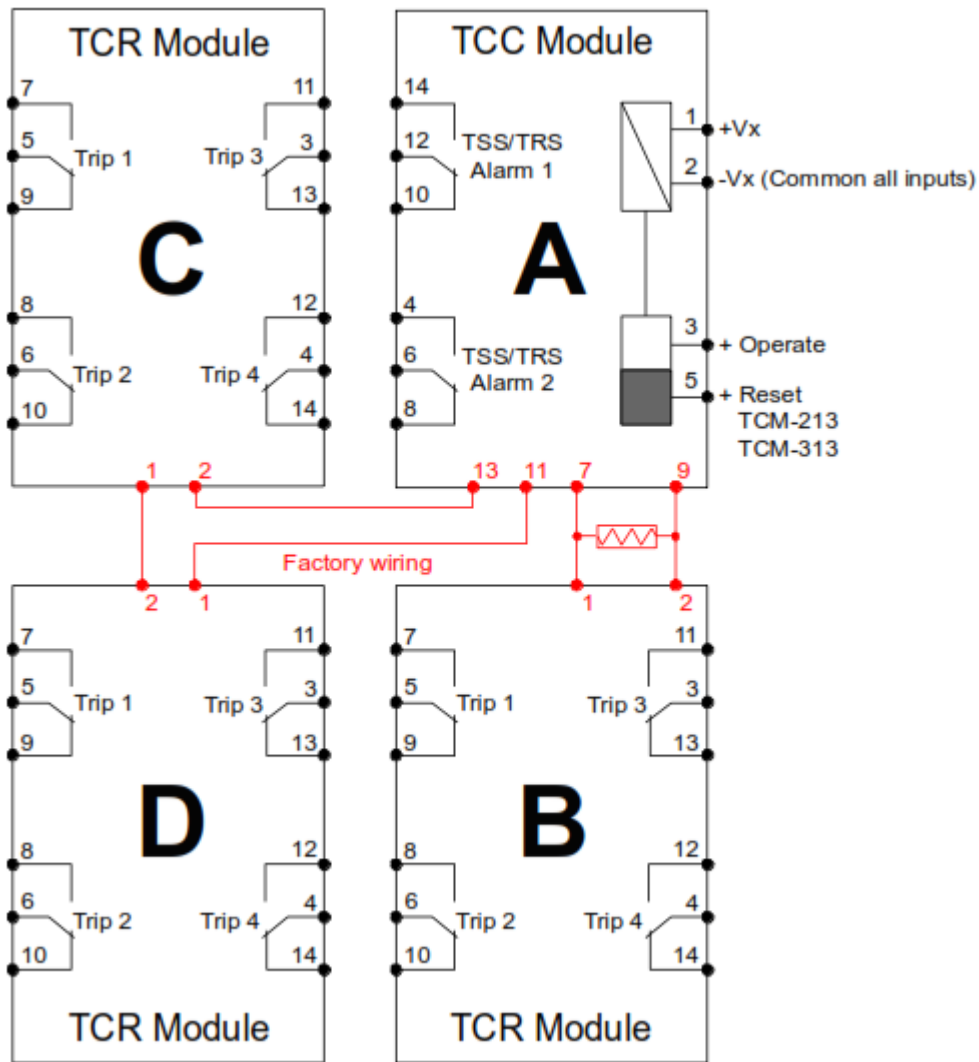 TCR Module
7
11
5
Trip 1
Trip 3
3
9
13
C
8
12
6
Trip 2
Trip 4
4
10
14
1
2
TCC Module
14
1
+Vx
12
TSS/TRS
Alarm 1
2
-Vx (Common all inputs)
10
A
4
3
+ Operate
6
TSS/TRS
Alarm 2
5
+ Reset
TCM-213
TCM-313
8
13
11
7
9
Factory wiring
2
1
7
11
5
Trip 1
Trip 3
3
9
13
D
8
12
6
Trip 2
Trip 4
4
10
14
TCR Module
1
2
7
11
5
Trip 1
Trip 3
3
9
13
B
8
12
6
Trip 2
Trip 4
4
10
14
TCR Module